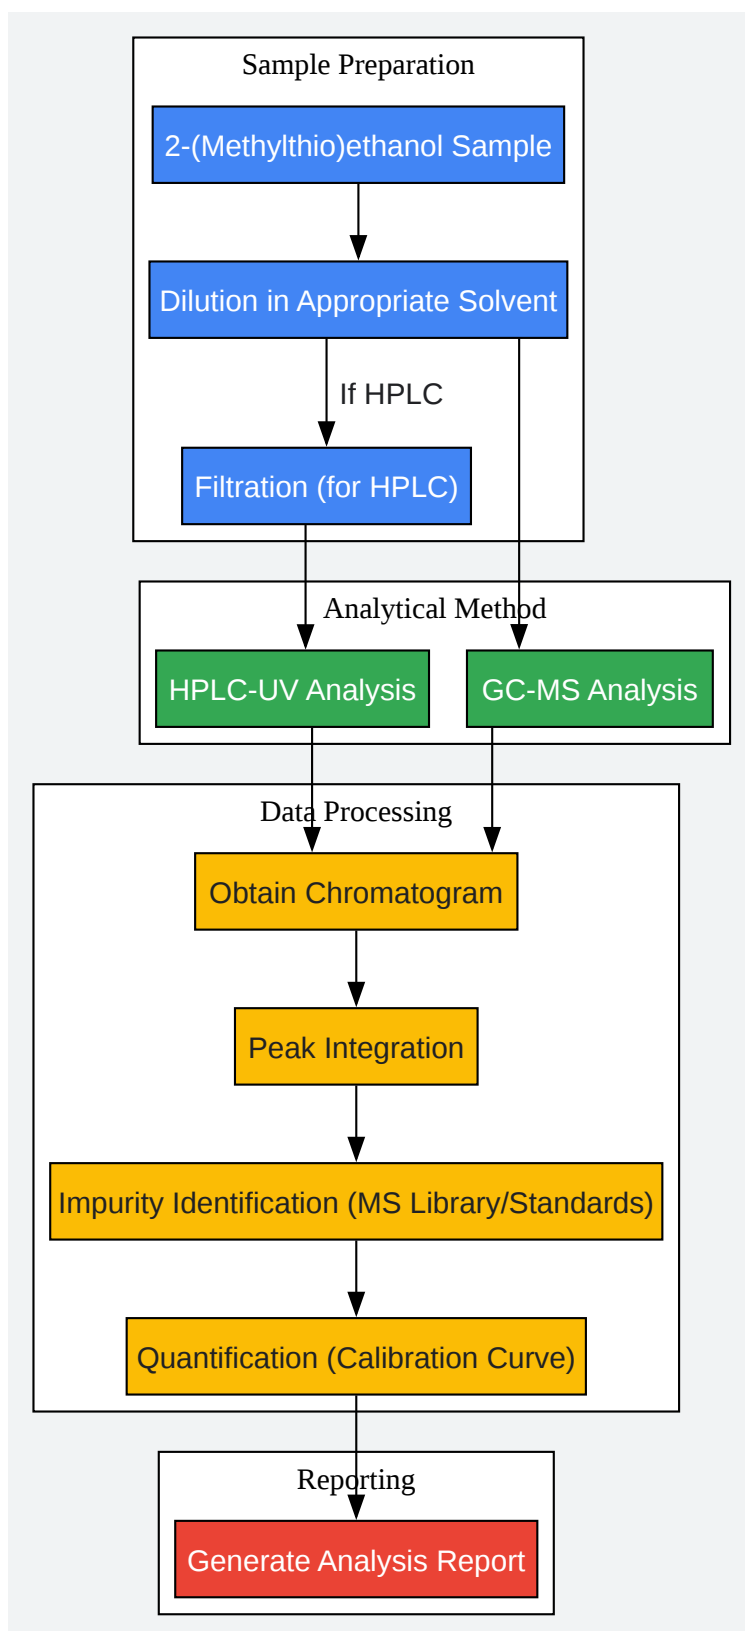 Sample Preparation
2-(Methylthio)ethanol Sample
Dilution in Appropriate Solvent
If HPLC
Filtration (for HPLC)
Analytical Method
HPLC-UV Analysis
GC-MS Analysis
Data Processing
Obtain Chromatogram
Peak Integration
Impurity Identification (MS Library/Standards)
Quantification (Calibration Curve)
Reporting
Generate Analysis Report